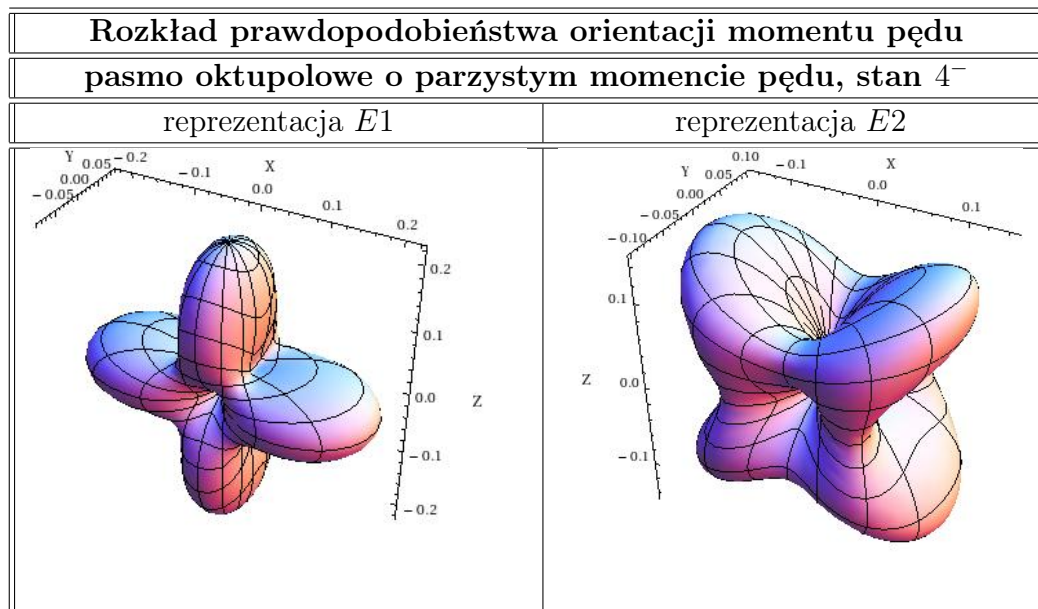 Rozkład prawdopodobieństwa orientacji momentu pędu
pasmo oktupolowe o parzystym momencie pędu, stan 4⁻
reprezentacja E1
reprezentacja E2
Y 0.05 -0.2 X
0.00 -0.1
-0.05 0.0
0.1
0.2
0.2
0.1
0.0 Z
-0.1
-0.2
0.10 -0.1 X
Y 0.05 0.0
0.00
-0.05 0.1
-0.10
0.1
Z 0.0
-0.1